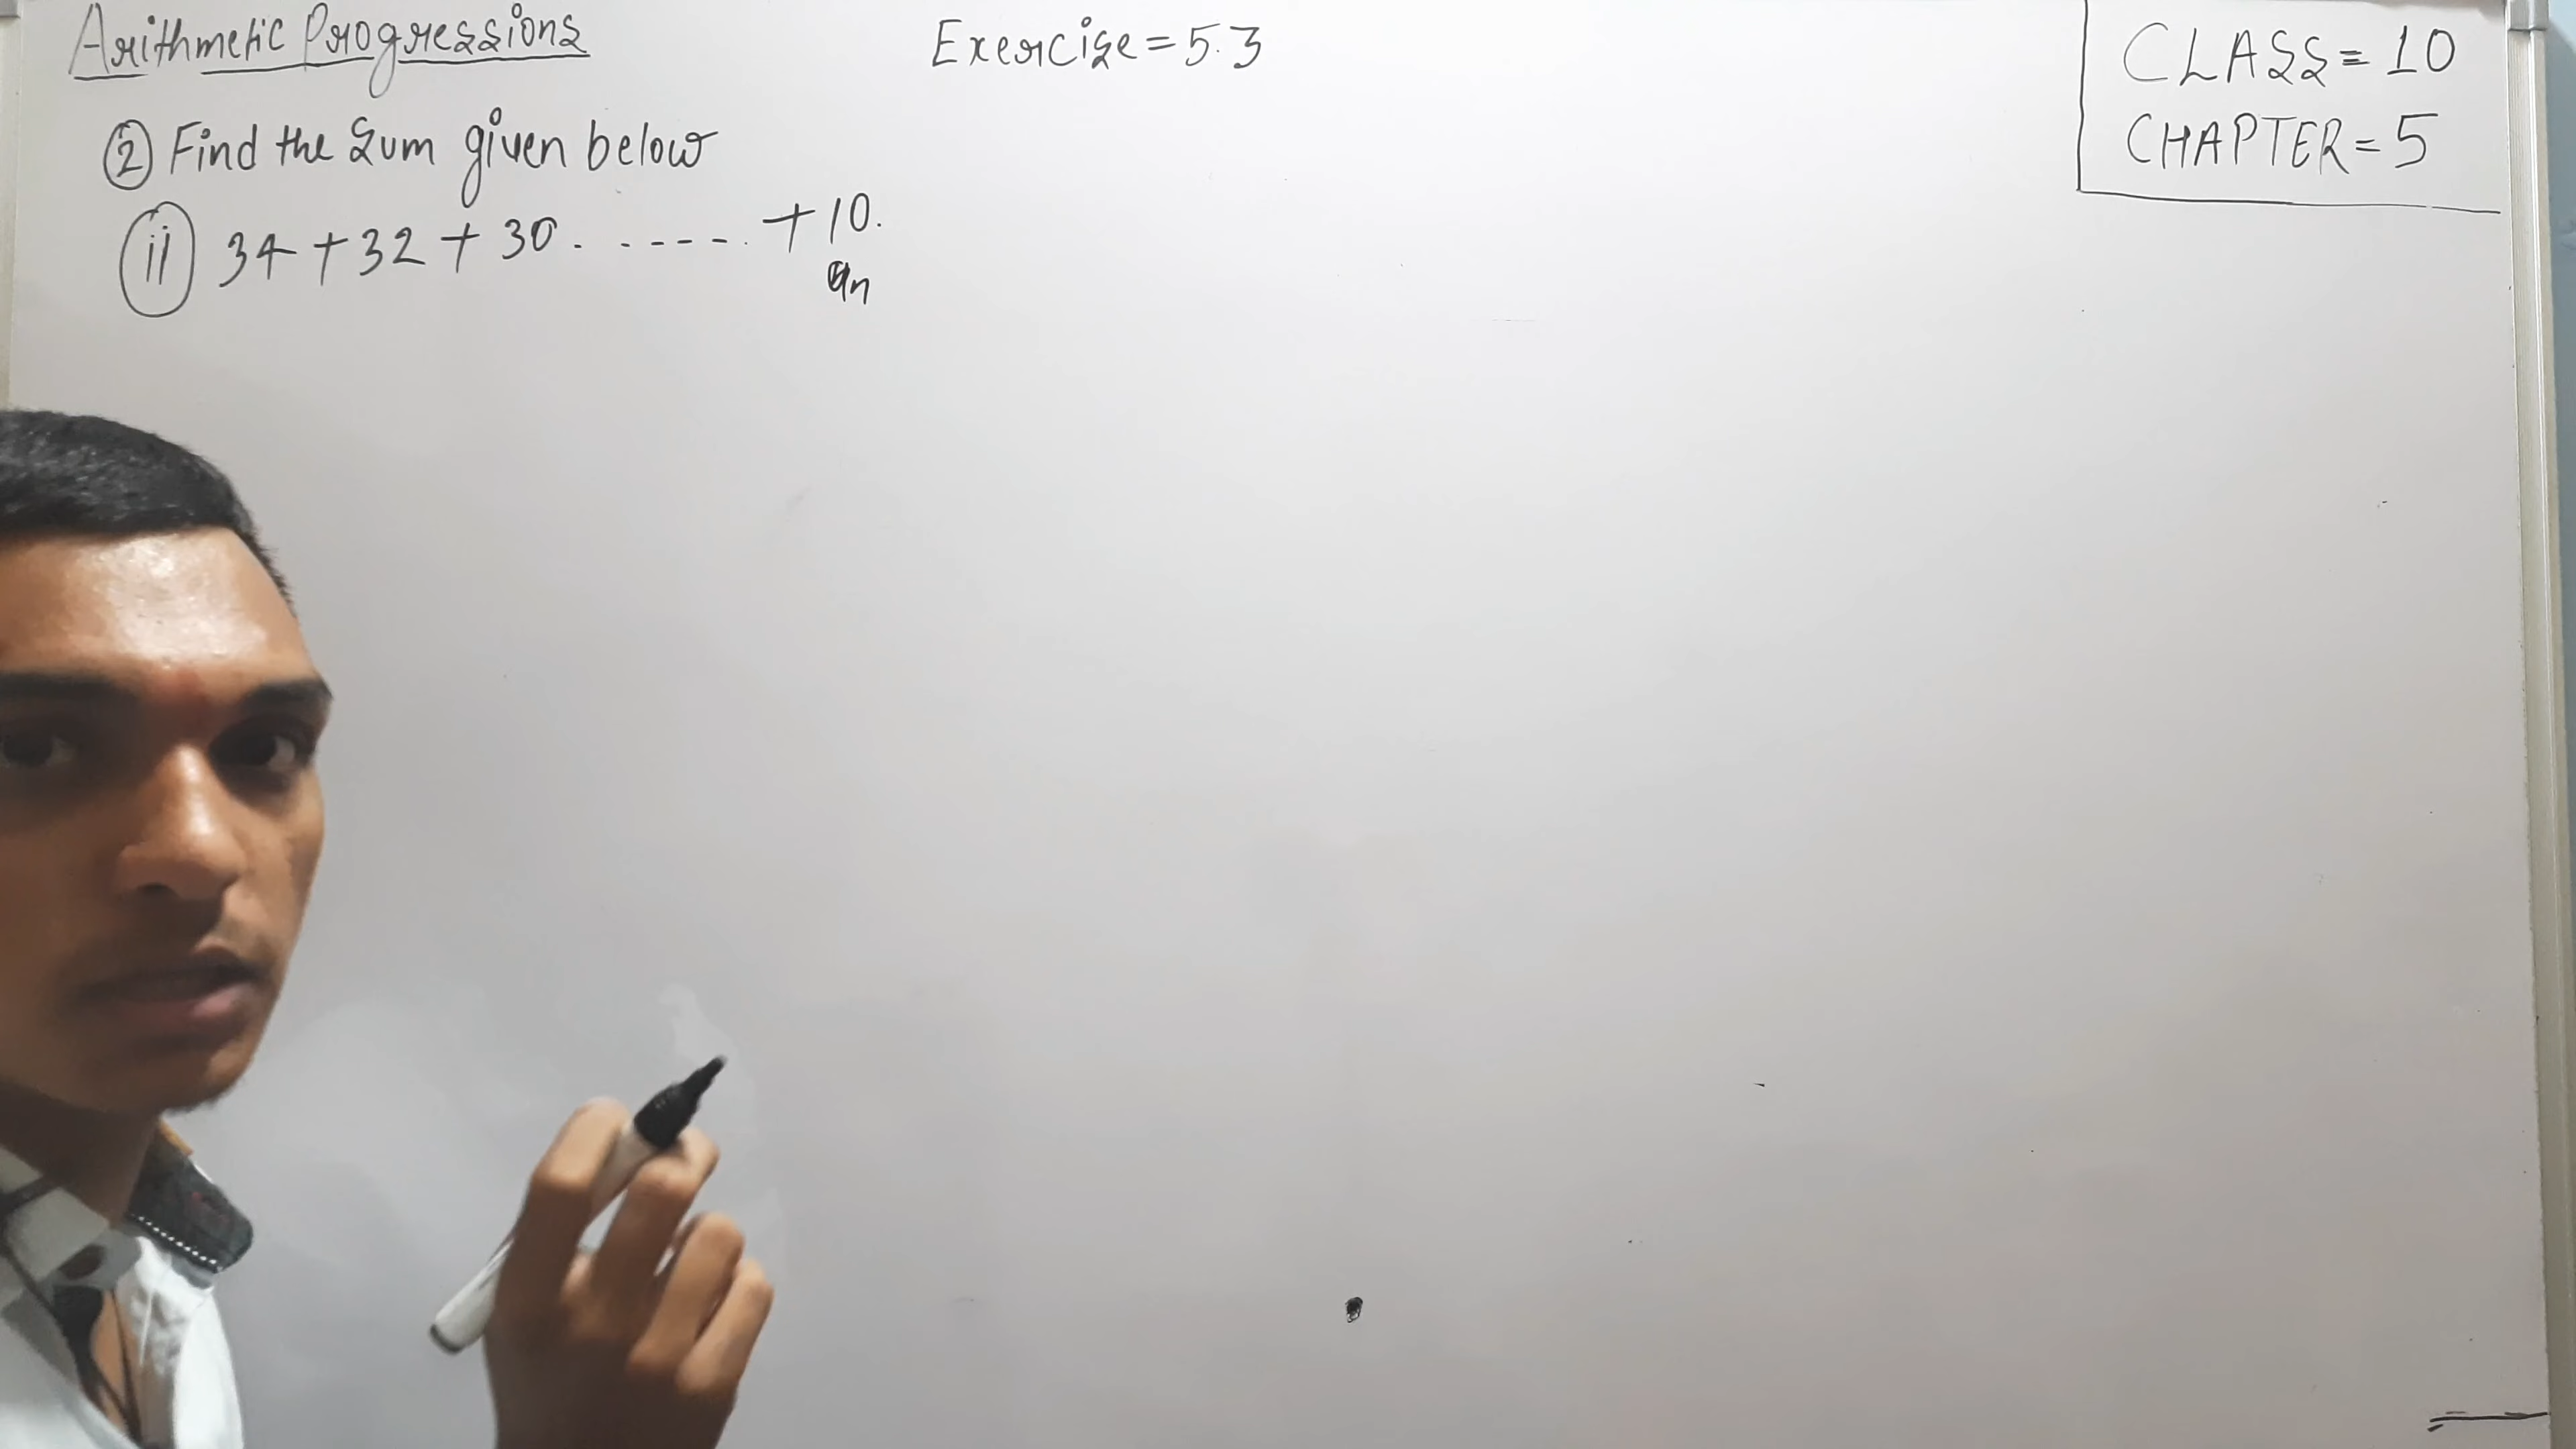 Arithmetic Progressions
Exercise = 5.3
CLASS = 10
CHAPTER = 5
② Find the Sum given below
ii) 34 + 32 + 30 . ..... + 10.
an